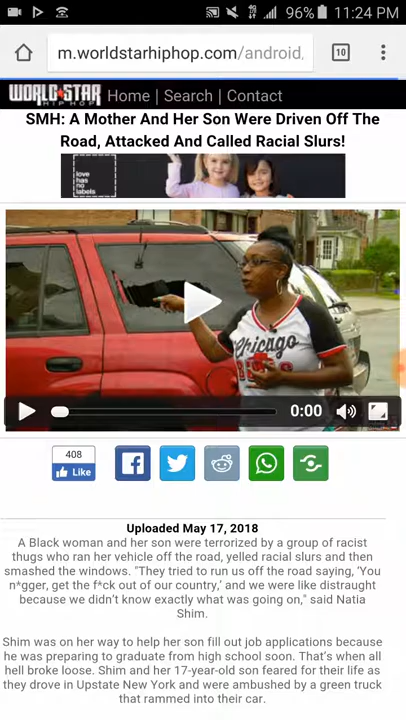 96% 11:24 PM
m.worldstarhiphop.com/android, 10
WORLD STAR Home | Search | Contact
HIP HOP
SMH: A Mother And Her Son Were Driven Off The
Road, Attacked And Called Racial Slurs!
love
has
no
labels
Chicago
0:00
408
Like
Uploaded May 17, 2018
A Black woman and her son were terrorized by a group of racist
thugs who ran her vehicle off the road, yelled racial slurs and then
smashed the windows. "They tried to run us off the road saying, 'You
n*gger, get the f*ck out of our country,' and we were like distraught
because we didn't know exactly what was going on," said Natia
Shim.
Shim was on her way to help her son fill out job applications because
he was preparing to graduate from high school soon. That's when all
hell broke loose. Shim and her 17-year-old son feared for their life as
they drove in Upstate New York and were ambushed by a green truck
that rammed into their car.